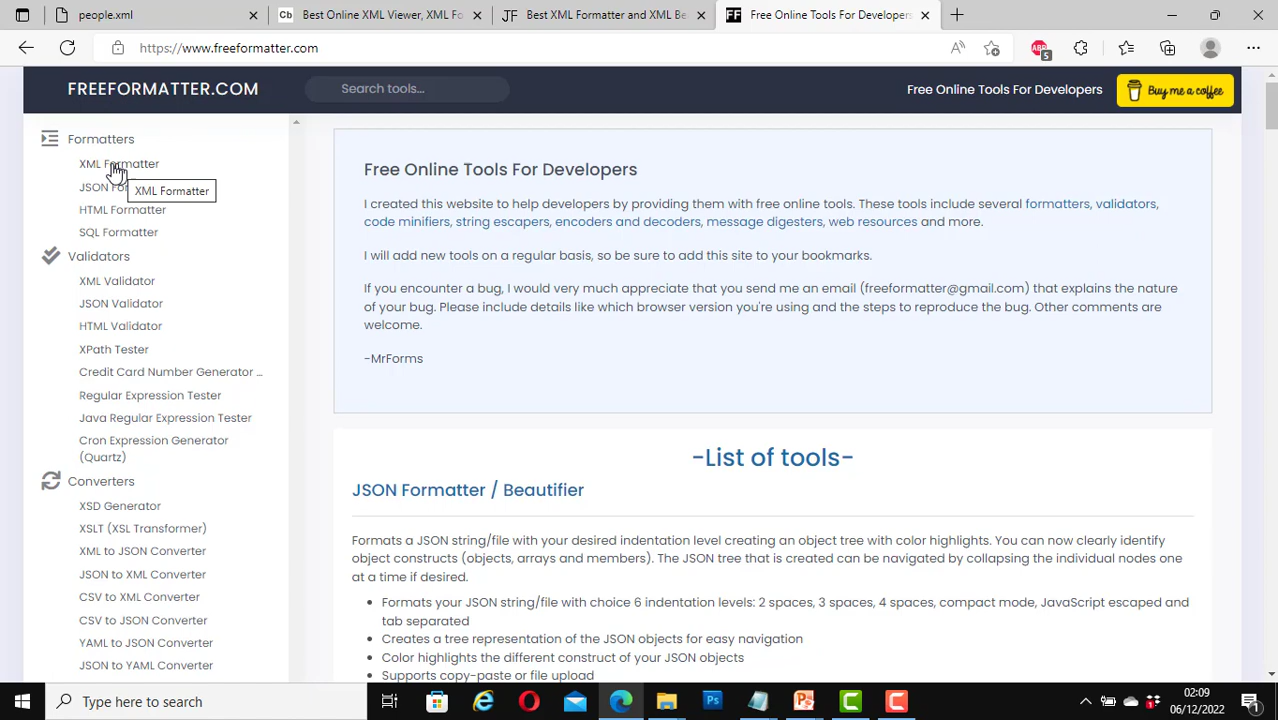 people.xml
Best Online XML Viewer, XML Fo
Best XML Formatter and XML Be
Free Online Tools For Developers
https://www.freeformatter.com
FREEFORMATTER.COM
Search tools...
Free Online Tools For Developers
Buy me a coffee
Formatters
XML Formatter
JSON For
XML Formatter
HTML Formatter
SQL Formatter
Validators
XML Validator
JSON Validator
HTML Validator
XPath Tester
Credit Card Number Generator ...
Regular Expression Tester
Java Regular Expression Tester
Cron Expression Generator
(Quartz)
Converters
XSD Generator
XSLT (XSL Transformer)
XML to JSON Converter
JSON to XML Converter
CSV to XML Converter
CSV to JSON Converter
YAML to JSON Converter
JSON to YAML Converter
Free Online Tools For Developers
I created this website to help developers by providing them with free online tools. These tools include several formatters, validators,
code minifiers, string escapers, encoders and decoders, message digesters, web resources and more.
I will add new tools on a regular basis, so be sure to add this site to your bookmarks.
If you encounter a bug, I would very much appreciate that you send me an email (freeformatter@gmail.com) that explains the nature
of your bug. Please include details like which browser version you're using and the steps to reproduce the bug. Other comments are
welcome.
-MrForms
-List of tools-
JSON Formatter / Beautifier
Formats a JSON string/file with your desired indentation level creating an object tree with color highlights. You can now clearly identify
object constructs (objects, arrays and members). The JSON tree that is created can be navigated by collapsing the individual nodes one
at a time if desired.
• Formats your JSON string/file with choice 6 indentation levels: 2 spaces, 3 spaces, 4 spaces, compact mode, JavaScript escaped and
tab separated
• Creates a tree representation of the JSON objects for easy navigation
• Color highlights the different construct of your JSON objects
• Supports copy-paste or file upload
Type here to search
02:09
06/12/2022